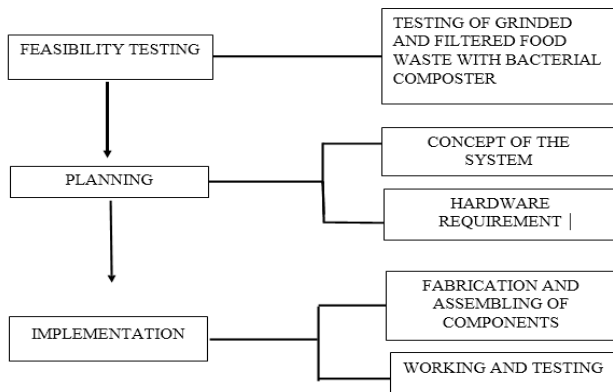 FEASIBILITY TESTING
TESTING OF GRINDED
AND FILTERED FOOD
WASTE WITH BACTERIAL
COMPOSTER
PLANNING
CONCEPT OF THE
SYSTEM
HARDWARE
REQUIREMENT
IMPLEMENTATION
FABRICATION AND
ASSEMBLING OF
COMPONENTS
WORKING AND TESTING